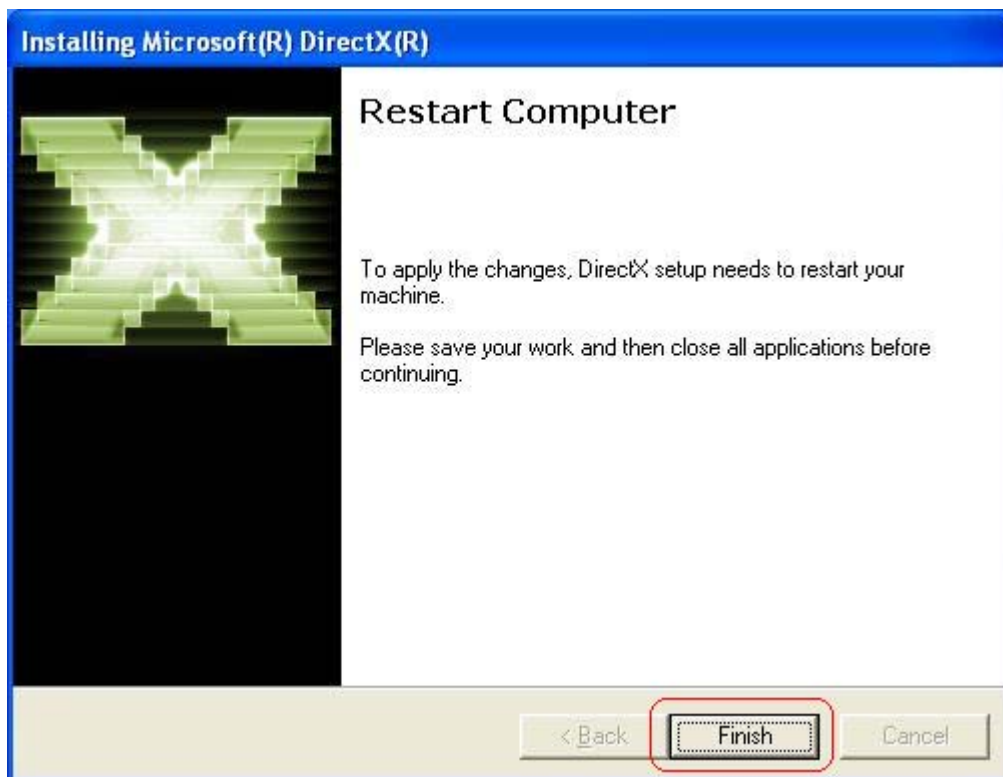 Installing Microsoft(R) DirectX(R)
Restart Computer
To apply the changes, DirectX setup needs to restart your
machine.
Please save your work and then close all applications before
continuing.
< Back
Finish
Cancel